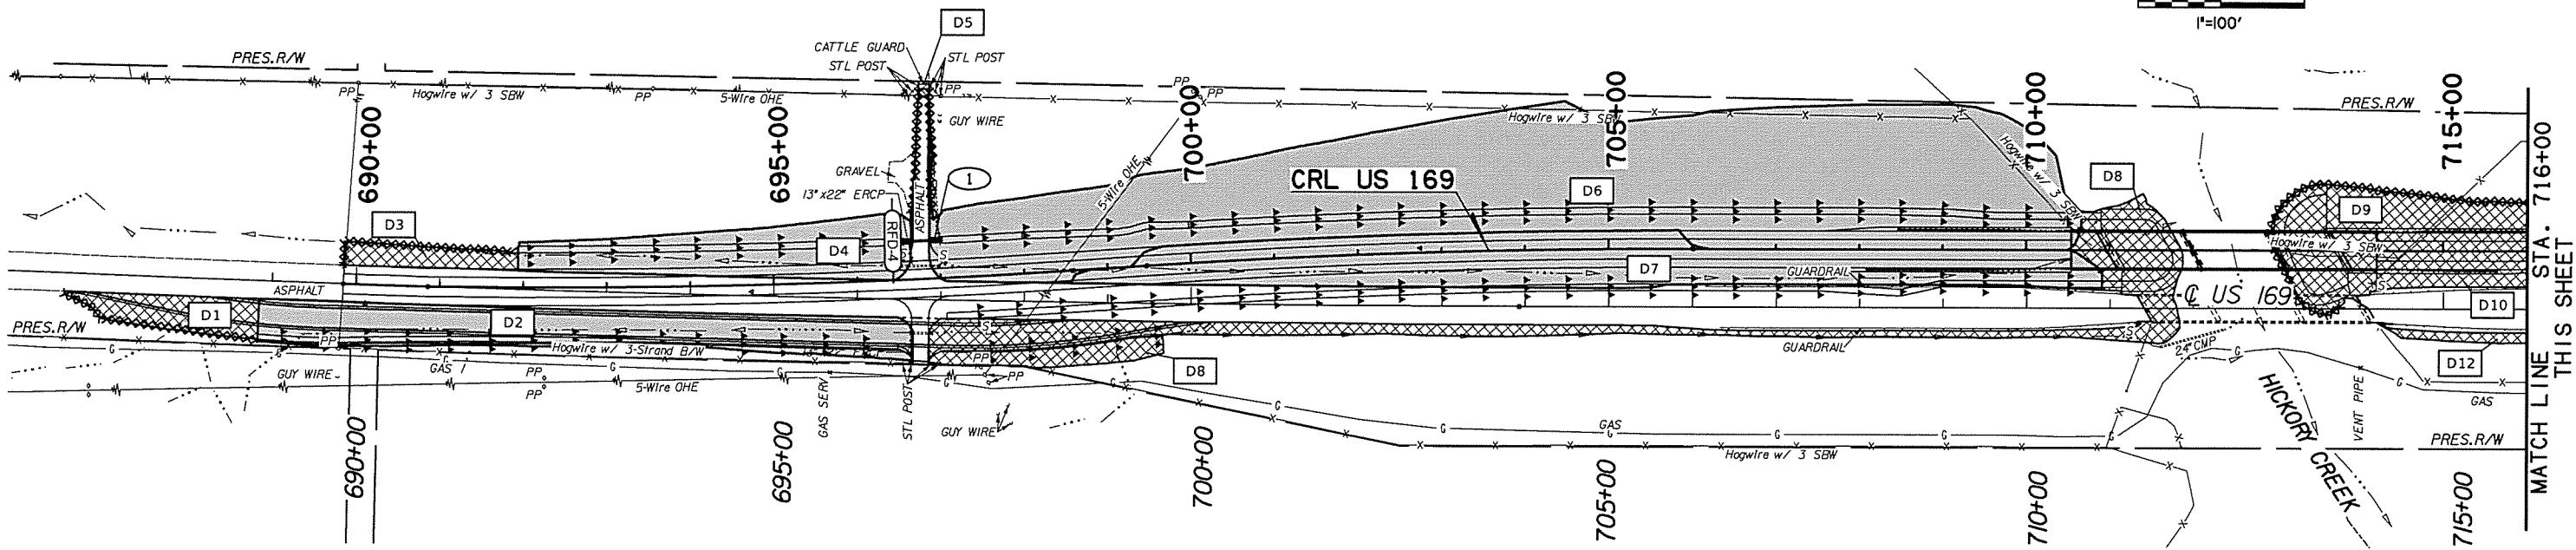 1"=100'
D5
CATTLE GUARD
STL POST
STL POST
PRES.R/W
PP
Hogwire w/ 3 SBW
PP
5-Wire OHE
PP
PP
PP
Hogwire w/ 3 SB
PRES.R/W
GUY WIRE
690+00
695+00
700+00
705+00
710+00
715+00
GRAVEL
1
13"x22" ERCP
ASPHALT
RFD-4
5-Wire OHE
CRL US 169
D6
Hogwire w/ 3 SBW
D8
D9
D3
D4
S
Hogwire w/ 3 SBW
D7
GUARDRAIL
ASPHALT
S
℄ US 169
D10
D1
D2
S
S
PRES.R/W
PP
Hogwire w/ 3-Strand B/W
PP
GUARDRAIL
24"CMP
D12
G
GAS
G
GUY WIRE
PP
PP
5-Wire OHE
GAS SERV
STL POST
PP
D8
GUY WIRE
G
G
GAS
G
G
G
Hogwire w/ 3 SBW
HICKORY CREEK
VENT PIPE
G
GAS
PRES.R/W
690+00
695+00
700+00
705+00
710+00
715+00
MATCH LINE STA. 716+00
THIS SHEET